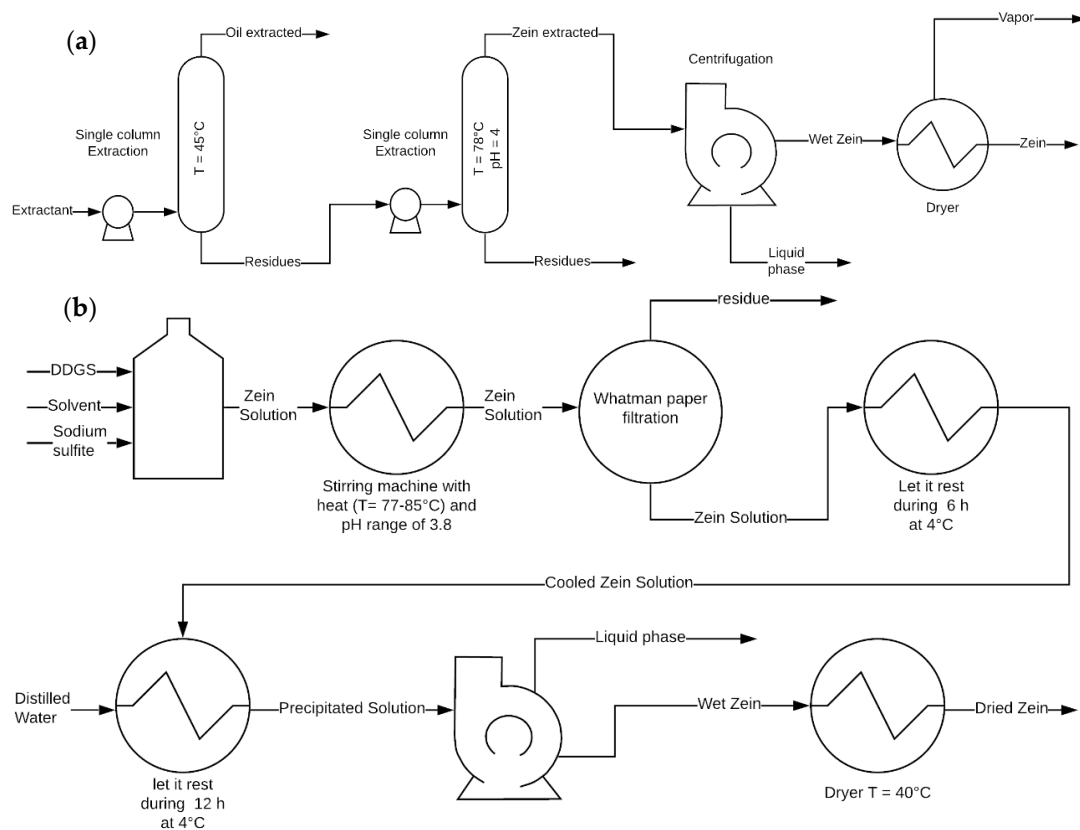 (a)
Oil extracted
Single column
Extraction
T = 45°C
Extractant
Residues
Zein extracted
Single column
Extraction
T = 78°C
pH = 4
Residues
Centrifugation
Wet Zein
Liquid
phase
Vapor
Zein
Dryer
(b)
DDGS
Solvent
Sodium
sulfite
Zein
Solution
Stirring machine with
heat (T= 77-85°C) and
pH range of 3.8
Zein
Solution
residue
Whatman paper
filtration
Zein Solution
Let it rest
during 6 h
at 4°C
Cooled Zein Solution
Distilled
Water
let it rest
during 12 h
at 4°C
Precipitated Solution
Liquid phase
Wet Zein
Dryer T = 40°C
Dried Zein